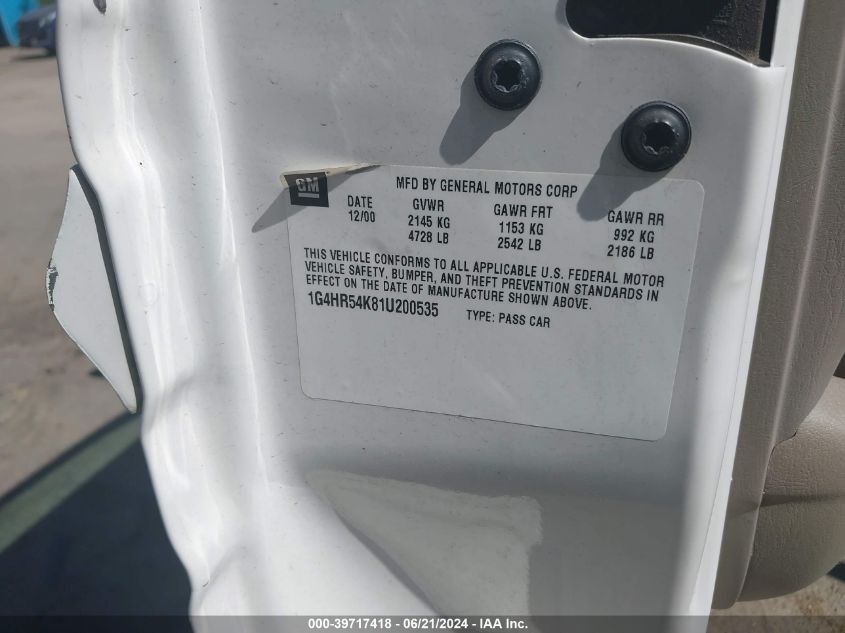 GM
MFD BY GENERAL MOTORS CORP
DATE GVWR GAWR FRT GAWR RR
12/00 2145 KG 1153 KG 992 KG
4728 LB 2542 LB 2186 LB
THIS VEHICLE CONFORMS TO ALL APPLICABLE U.S. FEDERAL MOTOR
VEHICLE SAFETY, BUMPER, AND THEFT PREVENTION STANDARDS IN
EFFECT ON THE DATE OF MANUFACTURE SHOWN ABOVE.
1G4HR54K81U200535 TYPE: PASS CAR
000-39717418 - 06/21/2024 - IAA Inc.